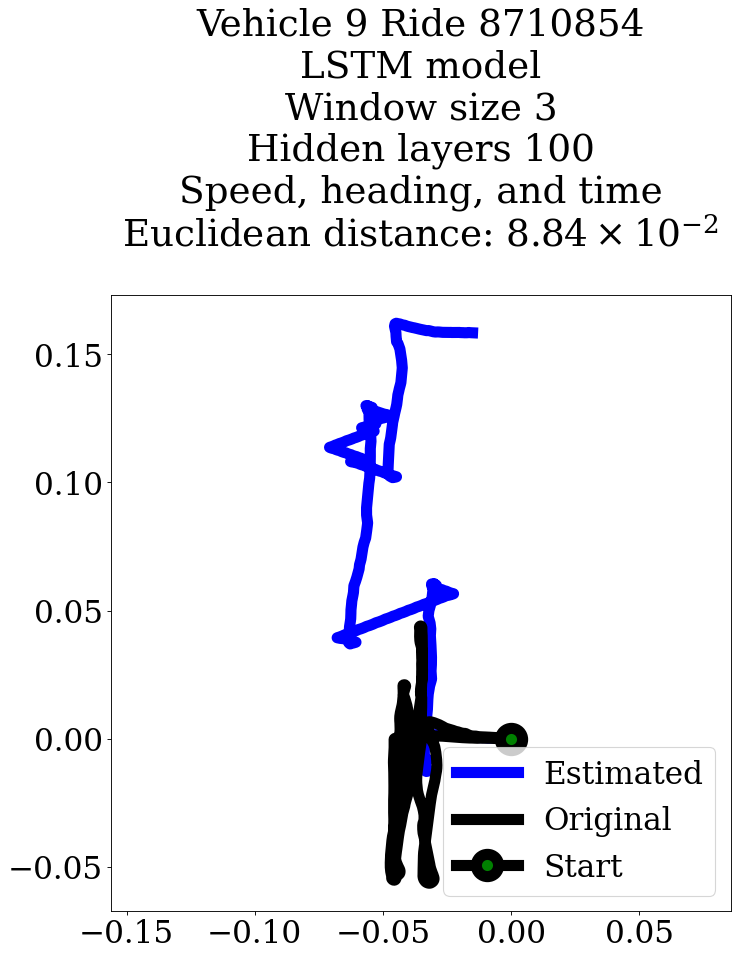 Vehicle 9 Ride 8710854
LSTM model
Window size 3
Hidden layers 100
Speed, heading, and time
Euclidean distance: 8.84 × 10⁻²
0.15
0.10
0.05
0.00
−0.05
Estimated
Original
Start
−0.15 −0.10 −0.05 0.00 0.05